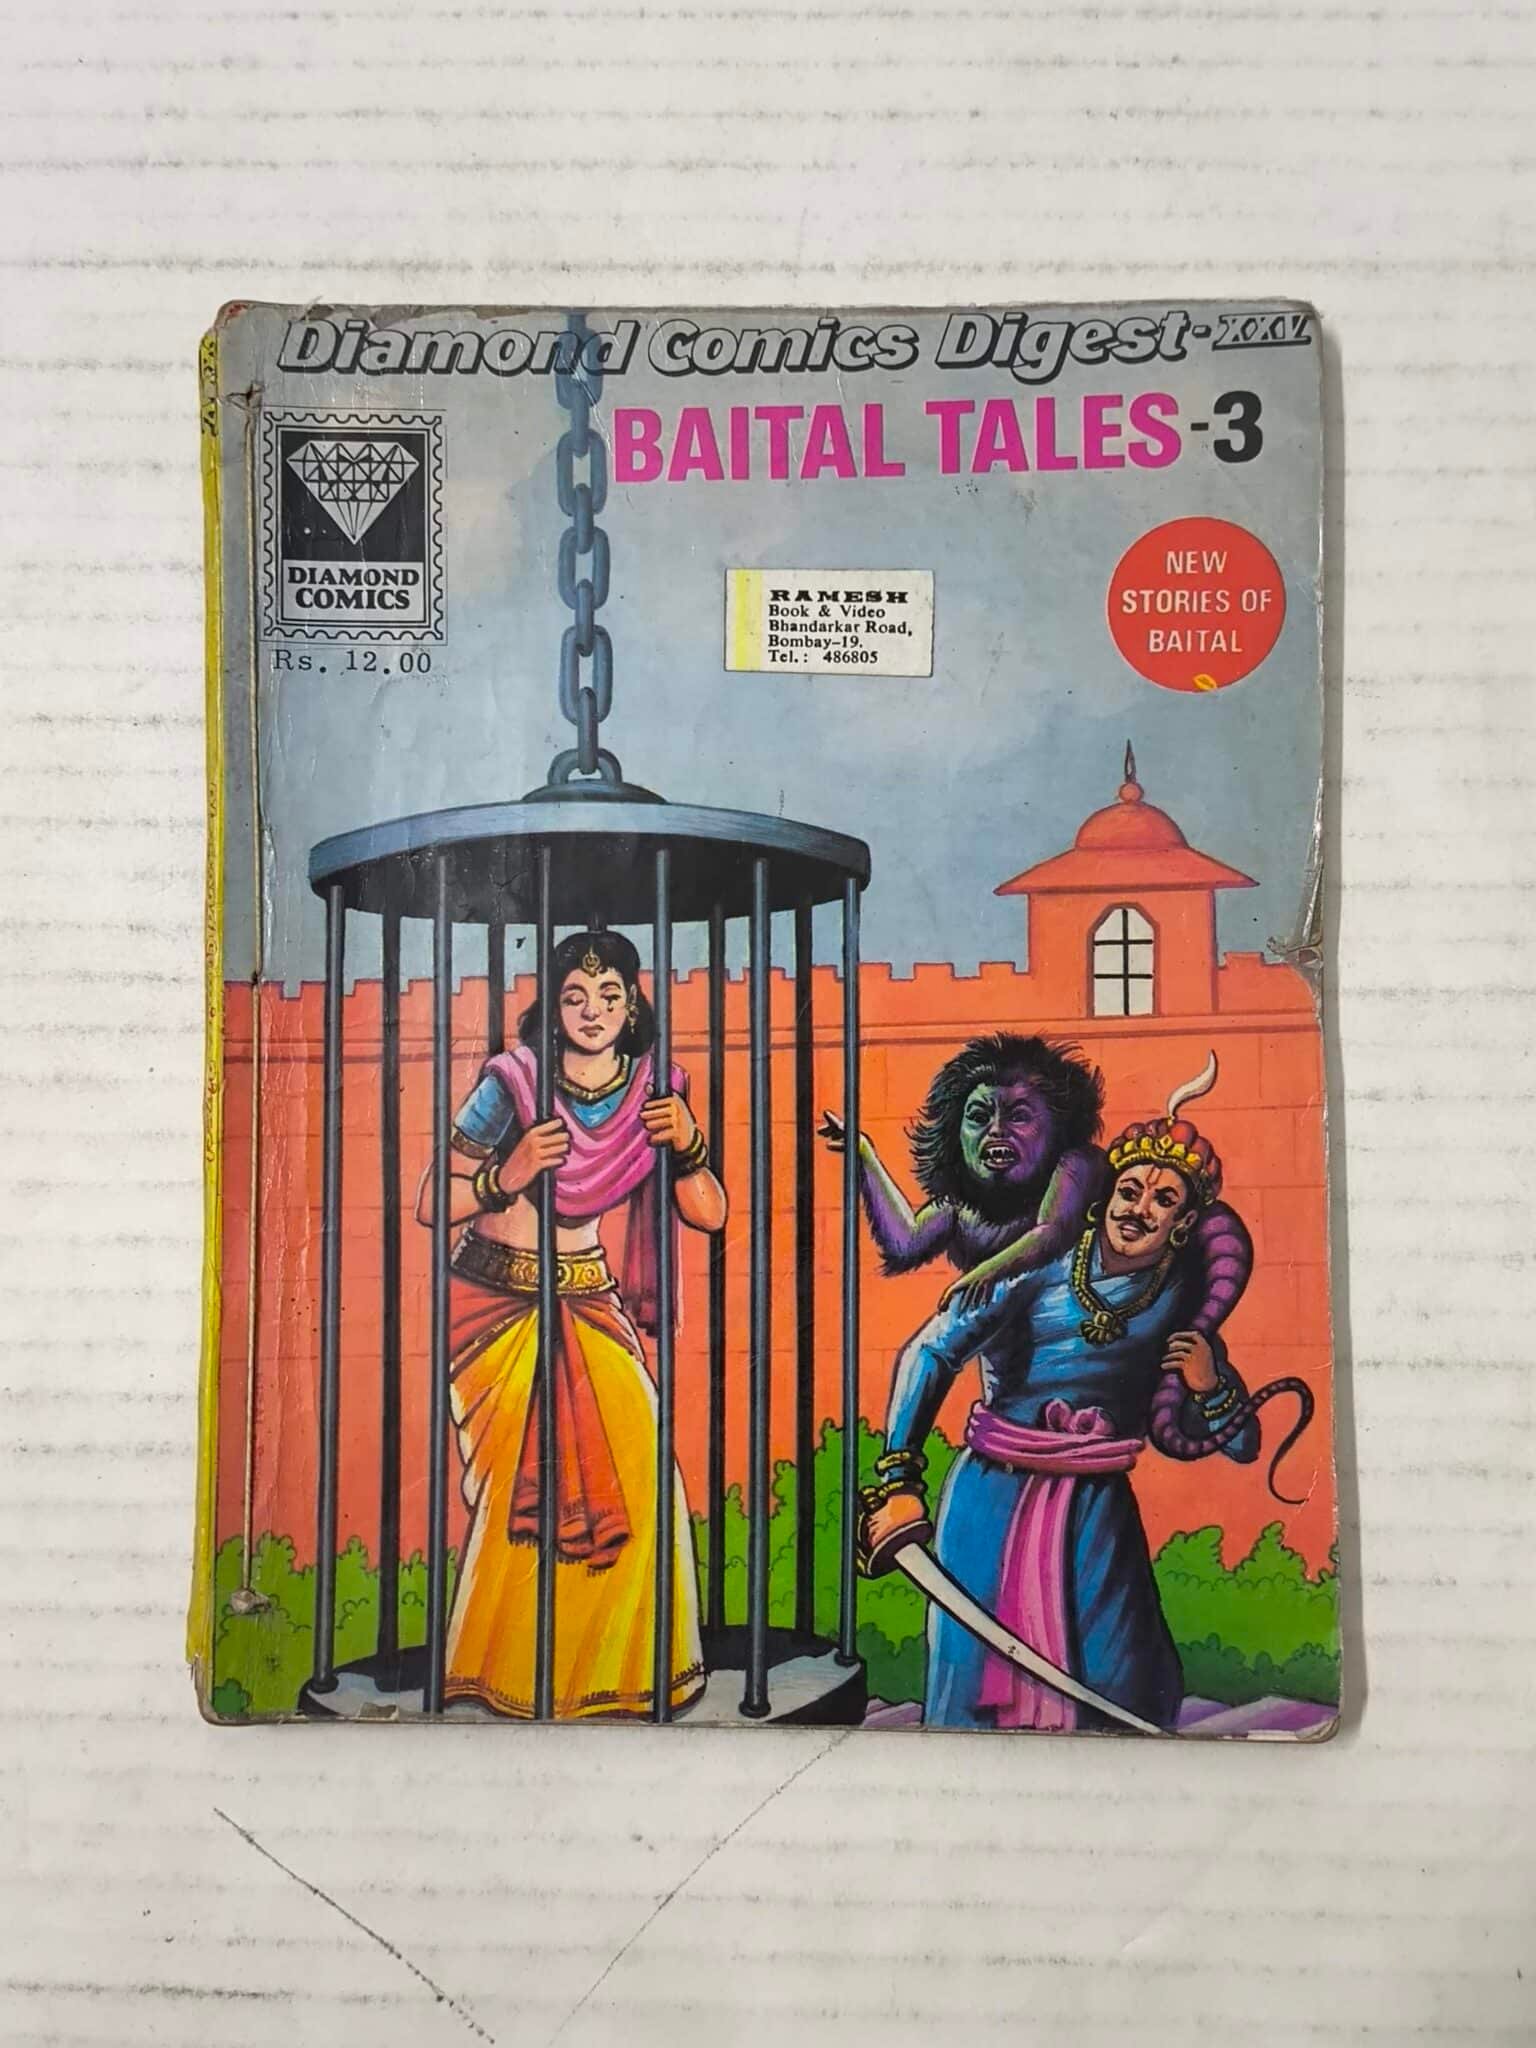 Diamond Comics Digest-XXIV
BAITAL TALES-3
DIAMOND
COMICS
Rs. 12.00
RAMESH
Book & Video
Bhandarkar Road,
Bombay-19.
Tel.: 486805
NEW
STORIES OF
BAITAL